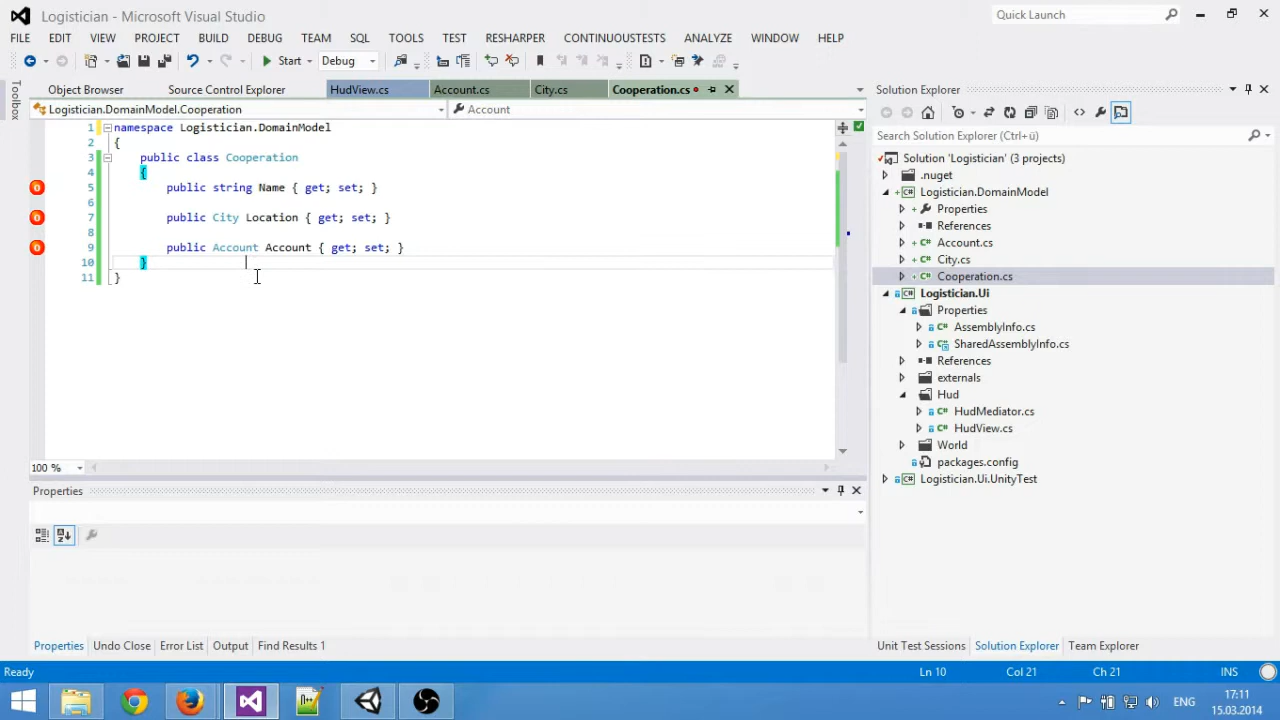 Logistician - Microsoft Visual Studio
Quick Launch
FILE EDIT VIEW PROJECT BUILD DEBUG TEAM SQL TOOLS TEST RESHARPER CONTINUOUSTESTS ANALYZE WINDOW HELP
Start Debug
Toolbox
Object Browser Source Control Explorer HudView.cs Account.cs City.cs Cooperation.cs
Logistician.DomainModel.Cooperation Account
1 namespace Logistician.DomainModel
2 {
3 public class Cooperation
4 {
5 public string Name { get; set; }
6
7 public City Location { get; set; }
8
9 public Account Account { get; set; }
10 }
11 }
0
0
0
100 %
Properties
Properties Undo Close Error List Output Find Results 1
Solution Explorer
Search Solution Explorer (Ctrl+ü)
Solution 'Logistician' (3 projects)
.nuget
Logistician.DomainModel
Properties
References
Account.cs
City.cs
Cooperation.cs
Logistician.Ui
Properties
AssemblyInfo.cs
SharedAssemblyInfo.cs
References
externals
Hud
HudMediator.cs
HudView.cs
World
packages.config
Logistician.Ui.UnityTest
Unit Test Sessions Solution Explorer Team Explorer
Ready Ln 10 Col 21 Ch 21 INS
ENG
17:11
15.03.2014